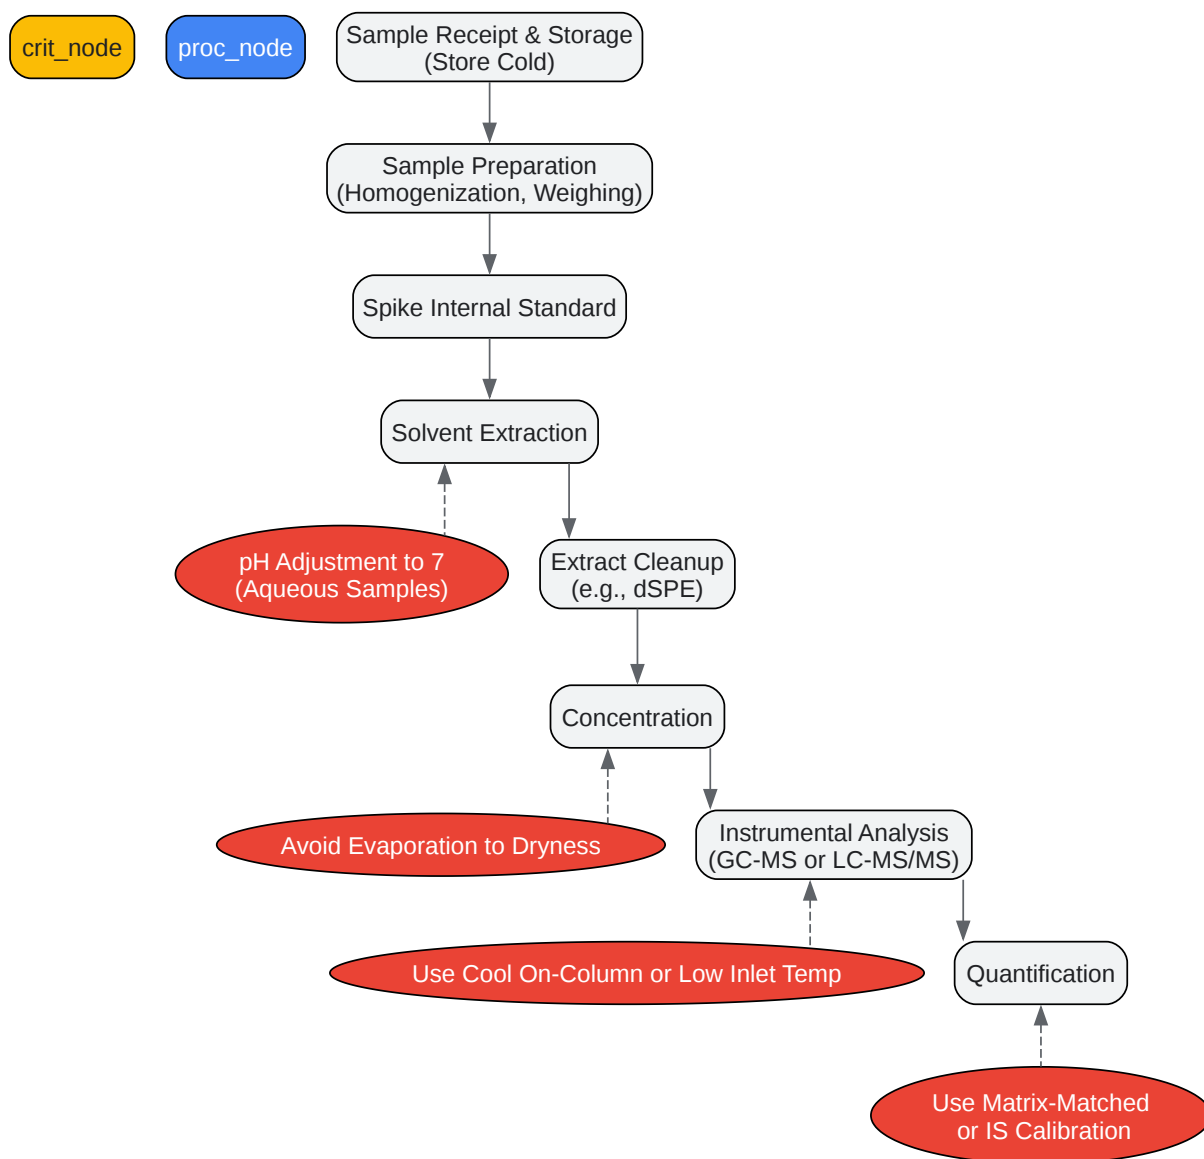 crit_node
proc_node
Sample Receipt & Storage
(Store Cold)
Sample Preparation
(Homogenization, Weighing)
Spike Internal Standard
Solvent Extraction
pH Adjustment to 7
(Aqueous Samples)
Extract Cleanup
(e.g., dSPE)
Concentration
Avoid Evaporation to Dryness
Instrumental Analysis
(GC-MS or LC-MS/MS)
Use Cool On-Column or Low Inlet Temp
Quantification
Use Matrix-Matched
or IS Calibration